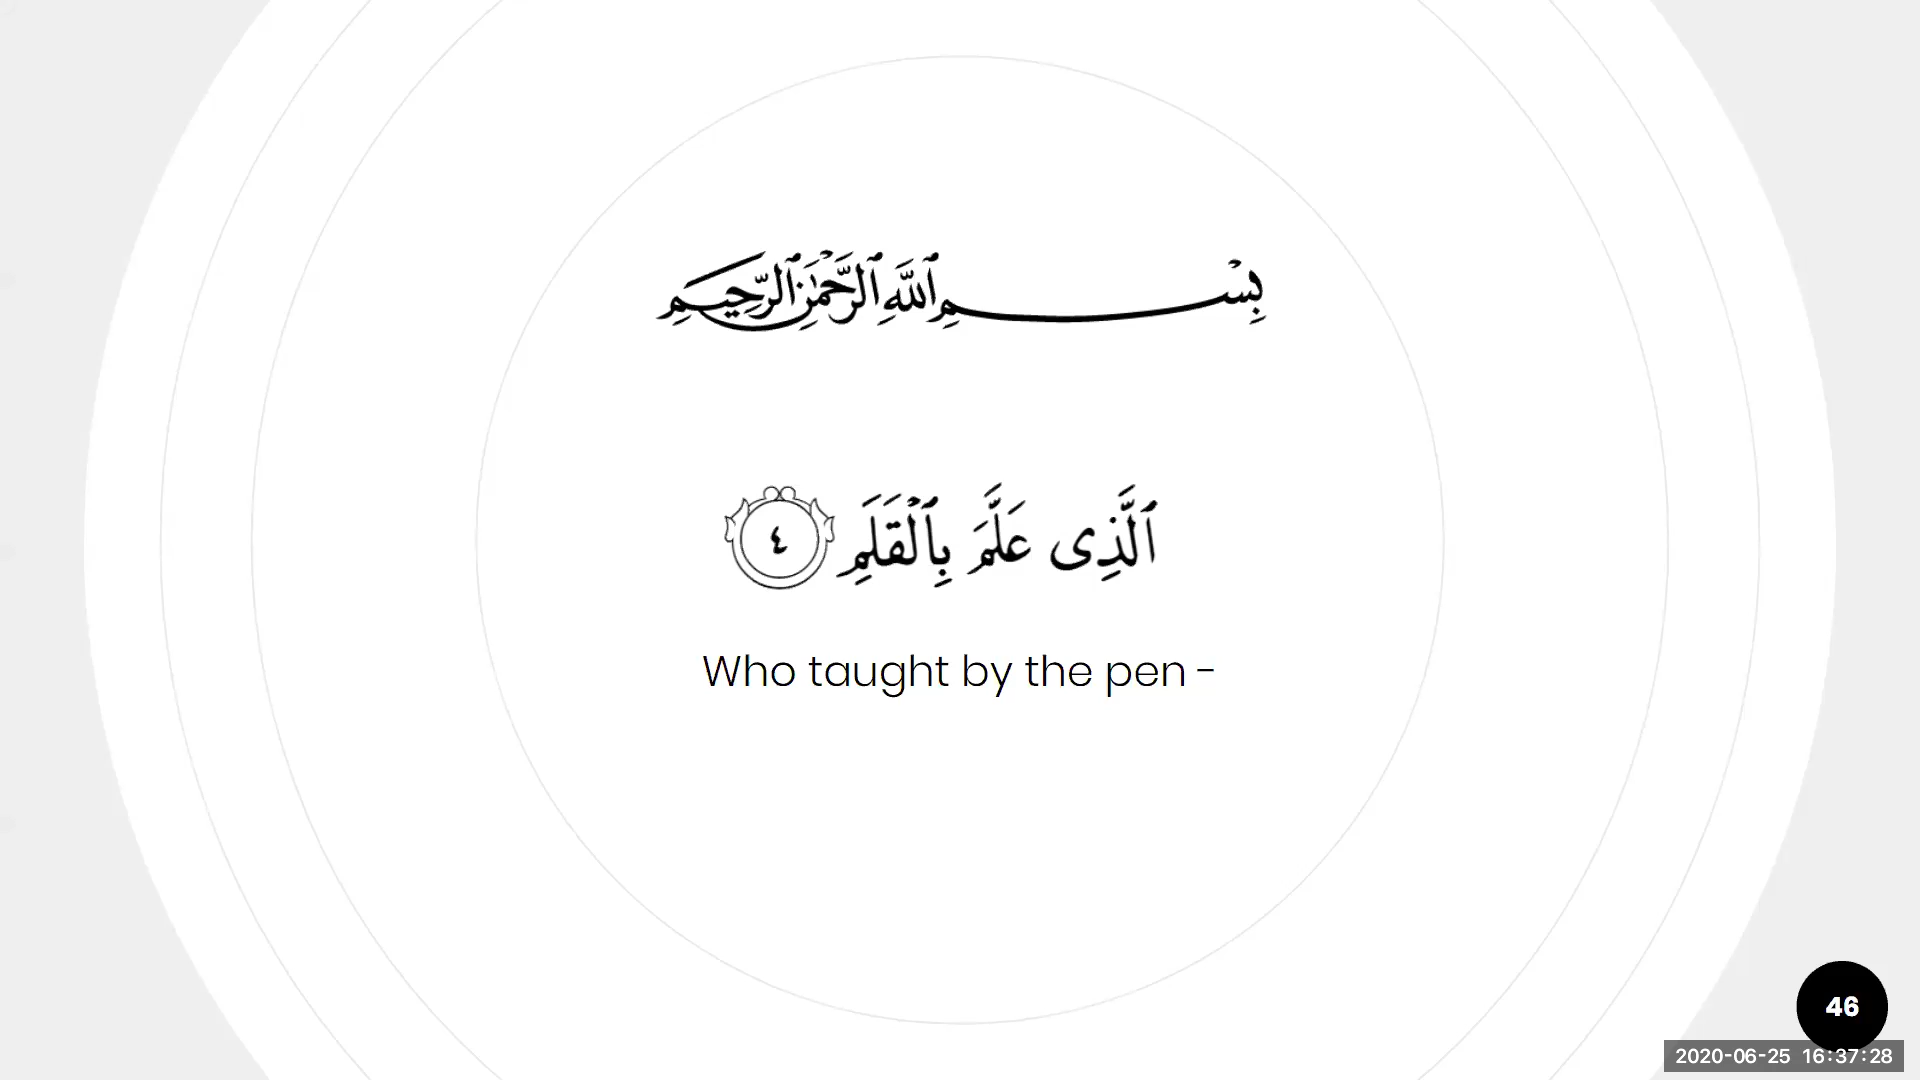 بِسْمِ ٱللَّهِ ٱلرَّحْمَٰنِ ٱلرَّحِيمِ
ٱلَّذِى عَلَّمَ بِٱلْقَلَمِ ٤
Who taught by the pen -
46
2020-06-25 16:37:28